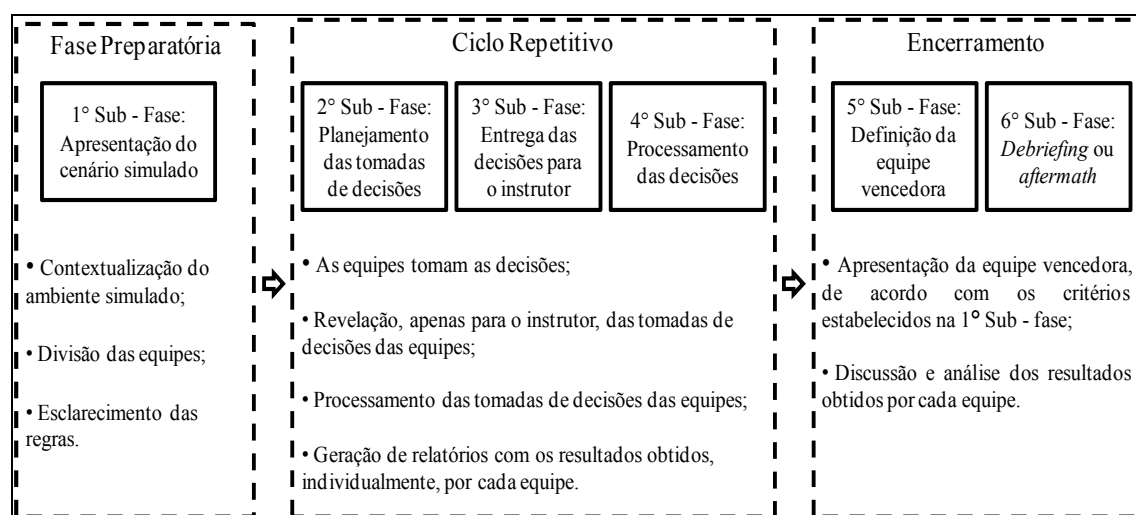 Fase Preparatória
1° Sub - Fase:
Apresentação do
cenário simulado
• Contextualização do
ambiente simulado;
• Divisão das equipes;
• Esclarecimento das
regras.
Ciclo Repetitivo
2° Sub - Fase:
Planejamento
das tomadas
de decisões
3° Sub - Fase:
Entrega das
decisões para
o instrutor
4° Sub - Fase:
Processamento
das decisões
• As equipes tomam as decisões;
• Revelação, apenas para o instrutor, das tomadas de
decisões das equipes;
• Processamento das tomadas de decisões das equipes;
• Geração de relatórios com os resultados obtidos,
individualmente, por cada equipe.
Encerramento
5° Sub - Fase:
Definição da
equipe
vencedora
6° Sub - Fase:
Debriefing ou
aftermath
• Apresentação da equipe vencedora,
de acordo com os critérios
estabelecidos na 1° Sub - fase;
• Discussão e análise dos resultados
obtidos por cada equipe.